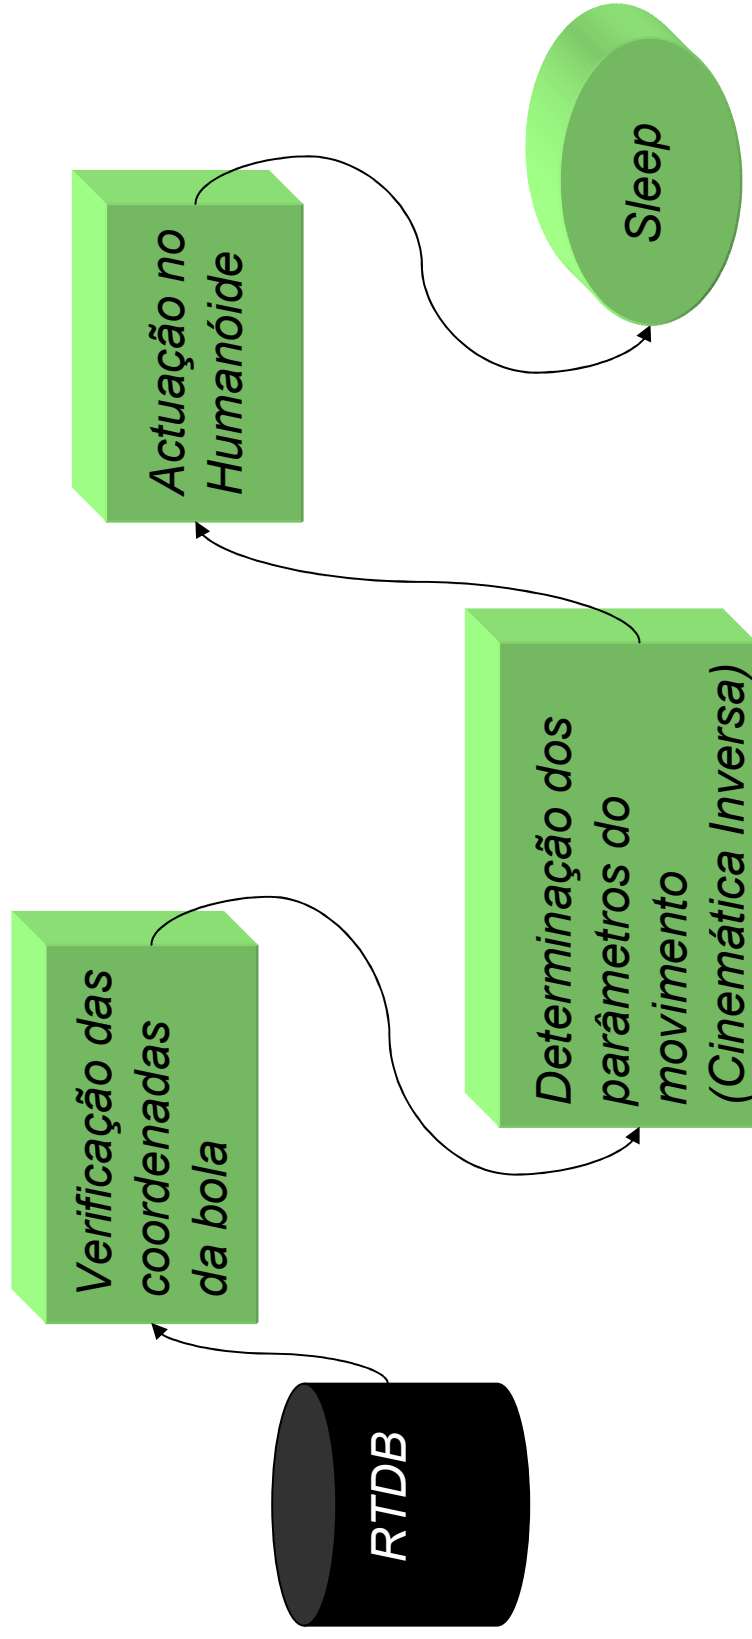 RTDB
Verificação das
coordenadas
da bola
Determinação dos
parâmetros do
movimento
(Cinemática Inversa)
Actuação no
Humanóide
Sleep